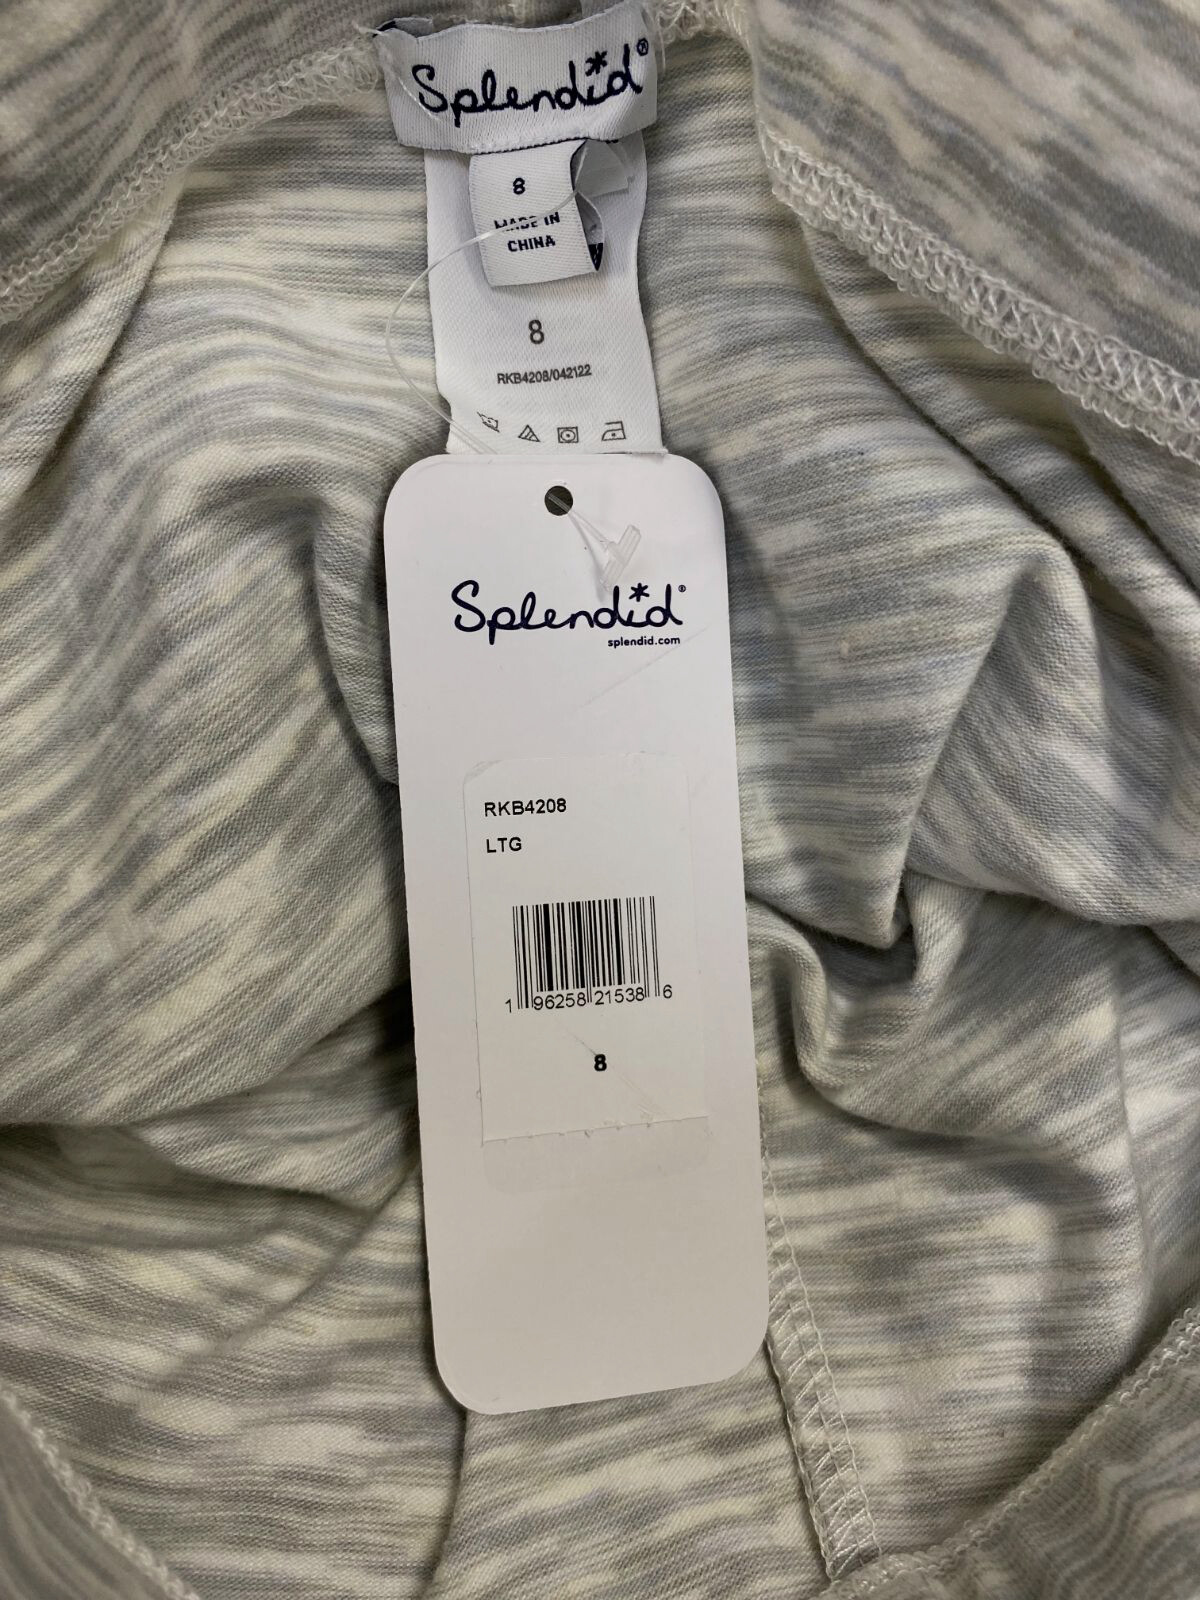 Splendid®
8
MADE IN
CHINA
8
RKB4208/042122
Splendid®
splendid.com
RKB4208
LTG
1 96258 21538 6
8